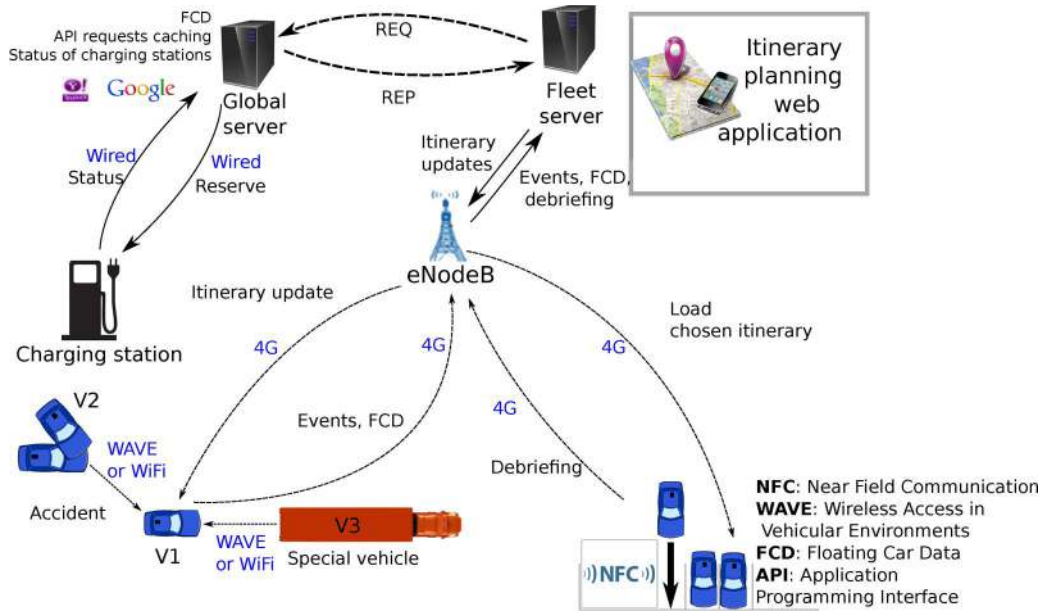 FCD
API requests caching
Status of charging stations
YAHOO!
Google
Global
server
REQ
REP
Fleet
server
Itinerary
planning
web
application
Wired
Status
Wired
Reserve
Itinerary
updates
Events, FCD,
debriefing
eNodeB
Charging station
Itinerary update
4G
4G
4G
4G
Load
chosen itinerary
Events, FCD
Debriefing
V2
WAVE
or WiFi
Accident
V1
WAVE
or WiFi
V3
Special vehicle
NFC
NFC: Near Field Communication
WAVE: Wireless Access in
Vehicular Environments
FCD: Floating Car Data
API: Application
Programming Interface